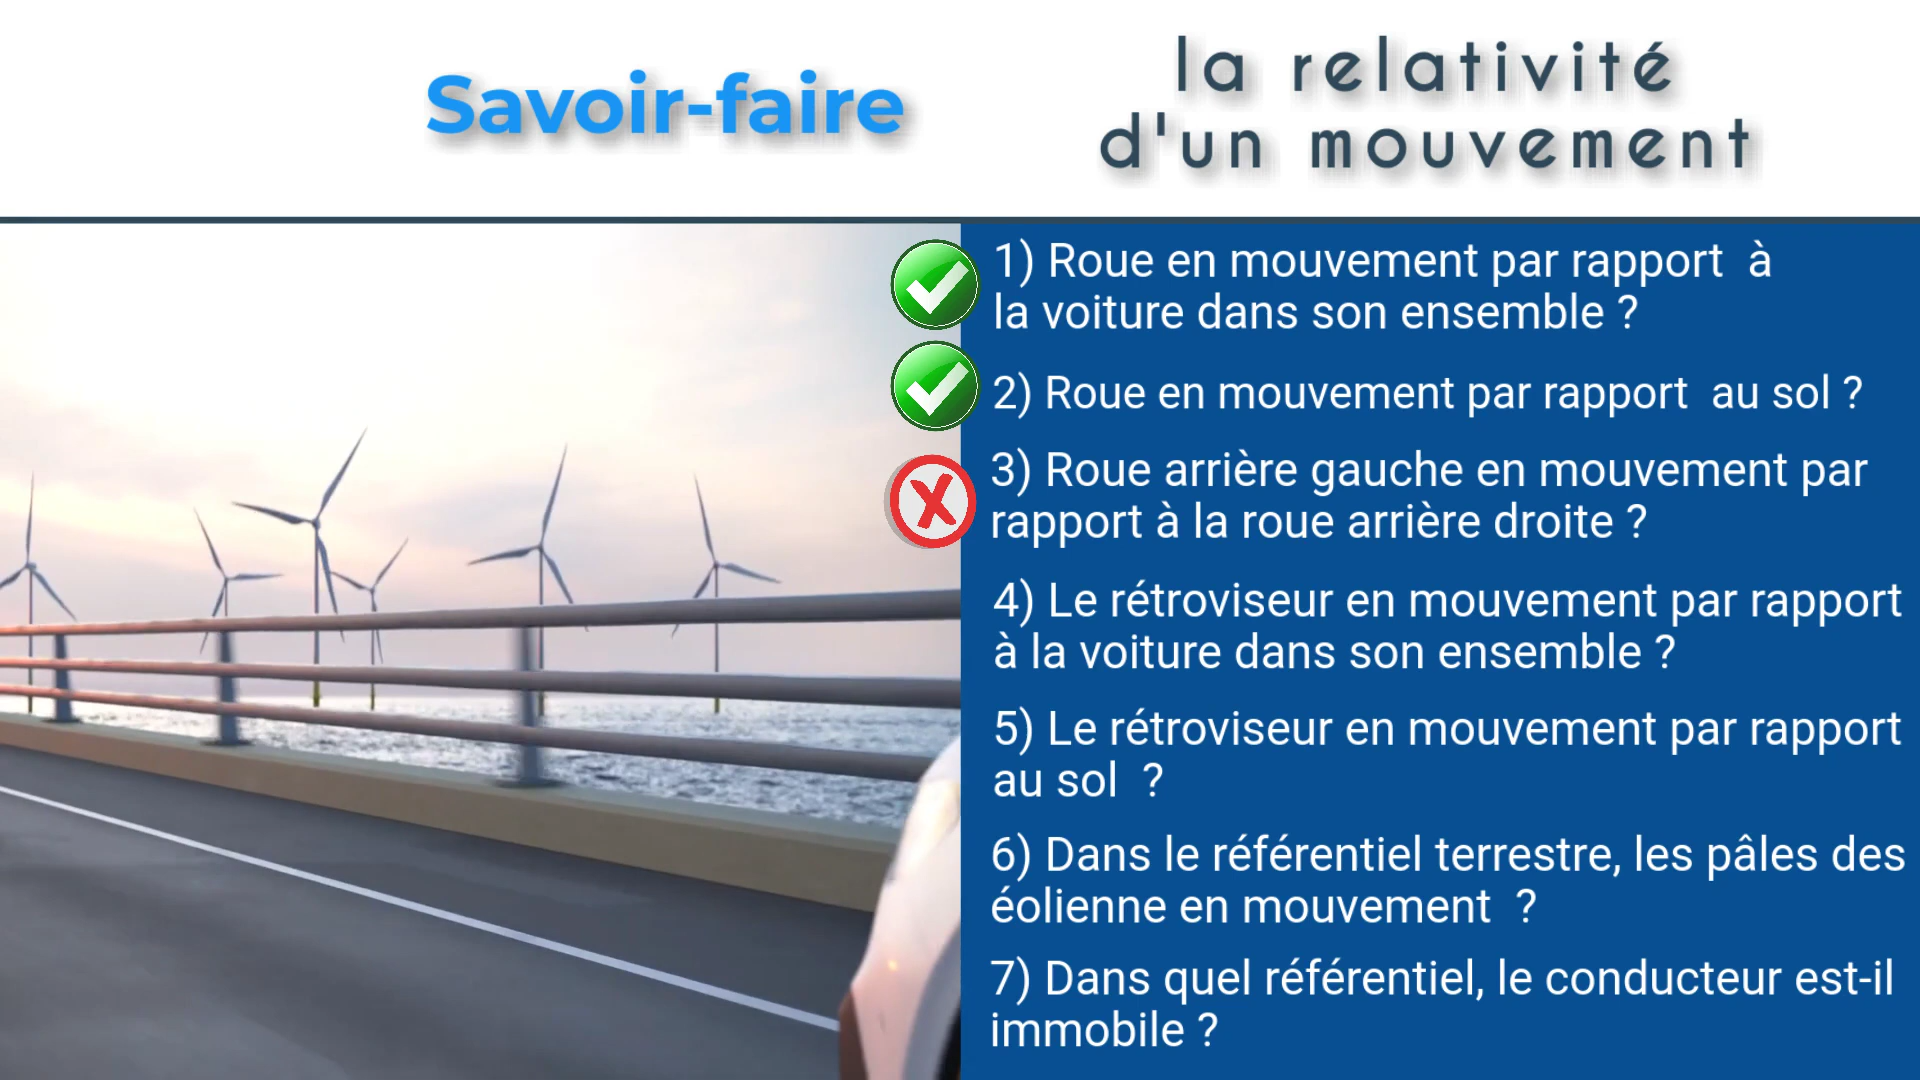 Savoir-faire
la relativité
d'un mouvement
1) Roue en mouvement par rapport à
la voiture dans son ensemble ?
2) Roue en mouvement par rapport au sol ?
3) Roue arrière gauche en mouvement par
rapport à la roue arrière droite ?
4) Le rétroviseur en mouvement par rapport
à la voiture dans son ensemble ?
5) Le rétroviseur en mouvement par rapport
au sol ?
6) Dans le référentiel terrestre, les pâles des
éolienne en mouvement ?
7) Dans quel référentiel, le conducteur est-il
immobile ?